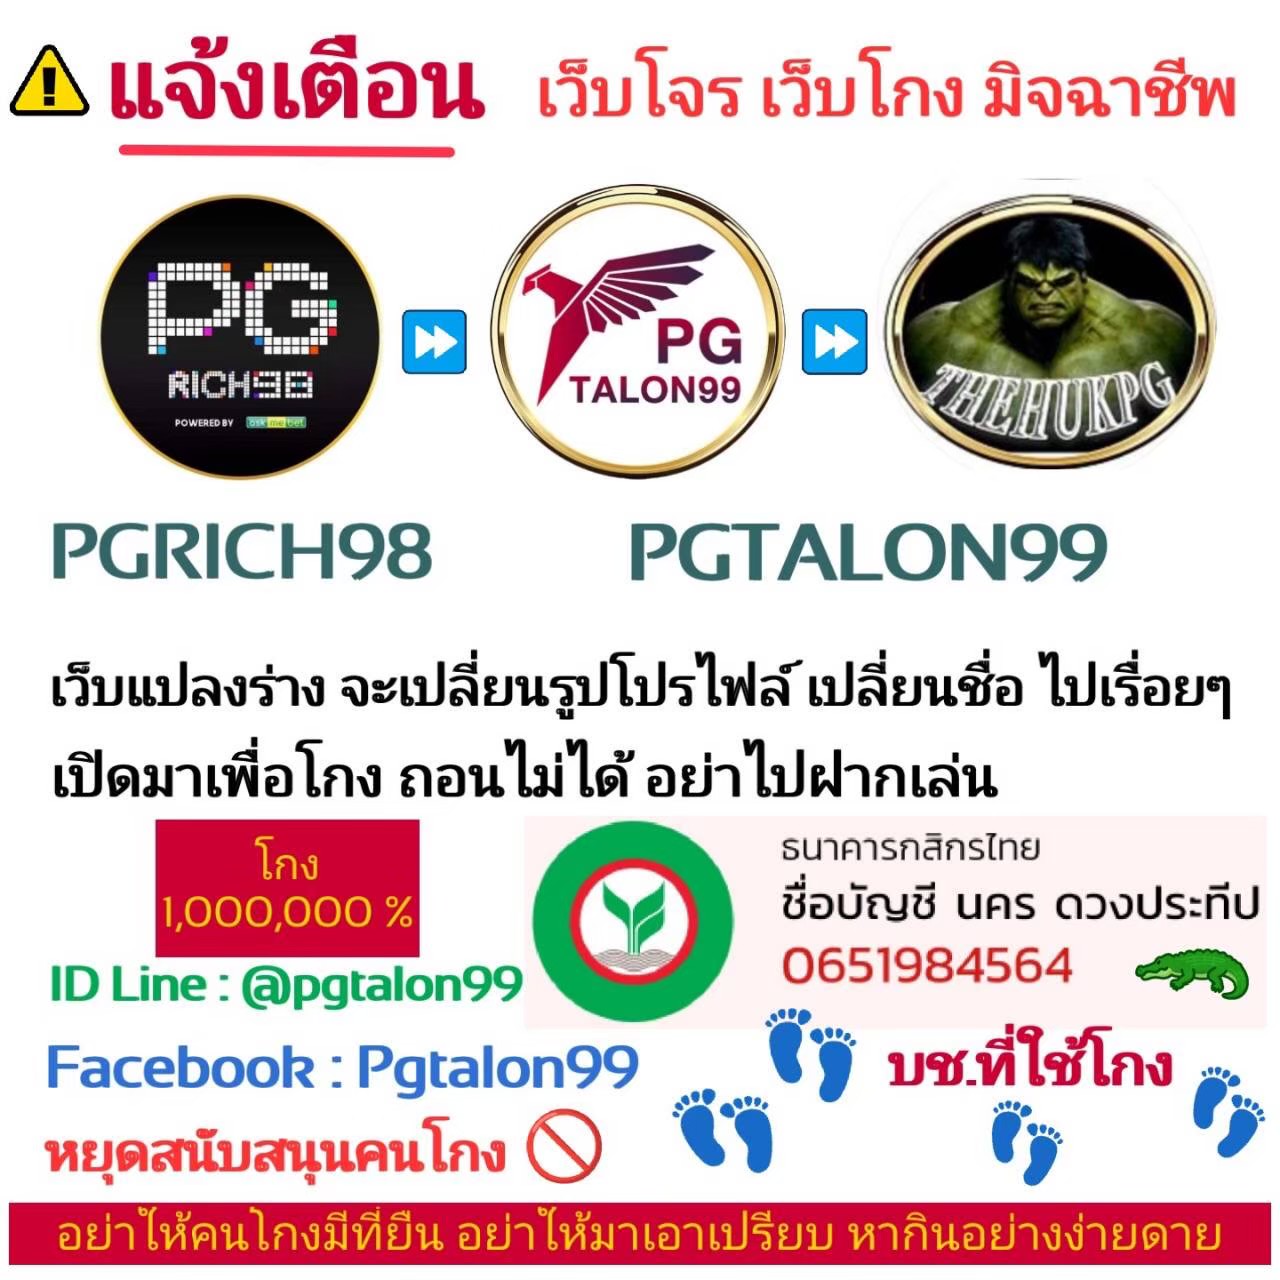 แจ้งเตือน เว็บโจร เว็บโกง มิจฉาชีพ
PG
RICH98
POWERED BY askmebet
PG
TALON99
THEHUKPG
PGRICH98 PGTALON99
เว็บแปลงร่าง จะเปลี่ยนรูปโปรไฟล์ เปลี่ยนชื่อ ไปเรื่อยๆ
เปิดมาเพื่อโกง ถอนไม่ได้ อย่าไปฝากเล่น
โกง
1,000,000 %
ธนาคารกสิกรไทย
ชื่อบัญชี นคร ดวงประทีป
0651984564
ID Line : @pgtalon99
Facebook : Pgtalon99
บช.ที่ใช้โกง
หยุดสนับสนุนคนโกง
อย่าให้คนโกงมีที่ยืน อย่าให้มาเอาเปรียบ หากินอย่างง่ายดาย